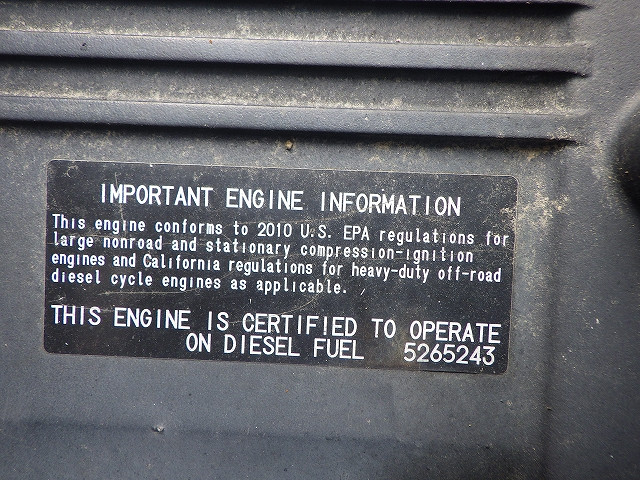 IMPORTANT ENGINE INFORMATION
This engine conforms to 2010 U.S. EPA regulations for
large nonroad and stationary compression-ignition
engines and California regulations for heavy-duty off-road
diesel cycle engines as applicable.
THIS ENGINE IS CERTIFIED TO OPERATE
ON DIESEL FUEL 5265243